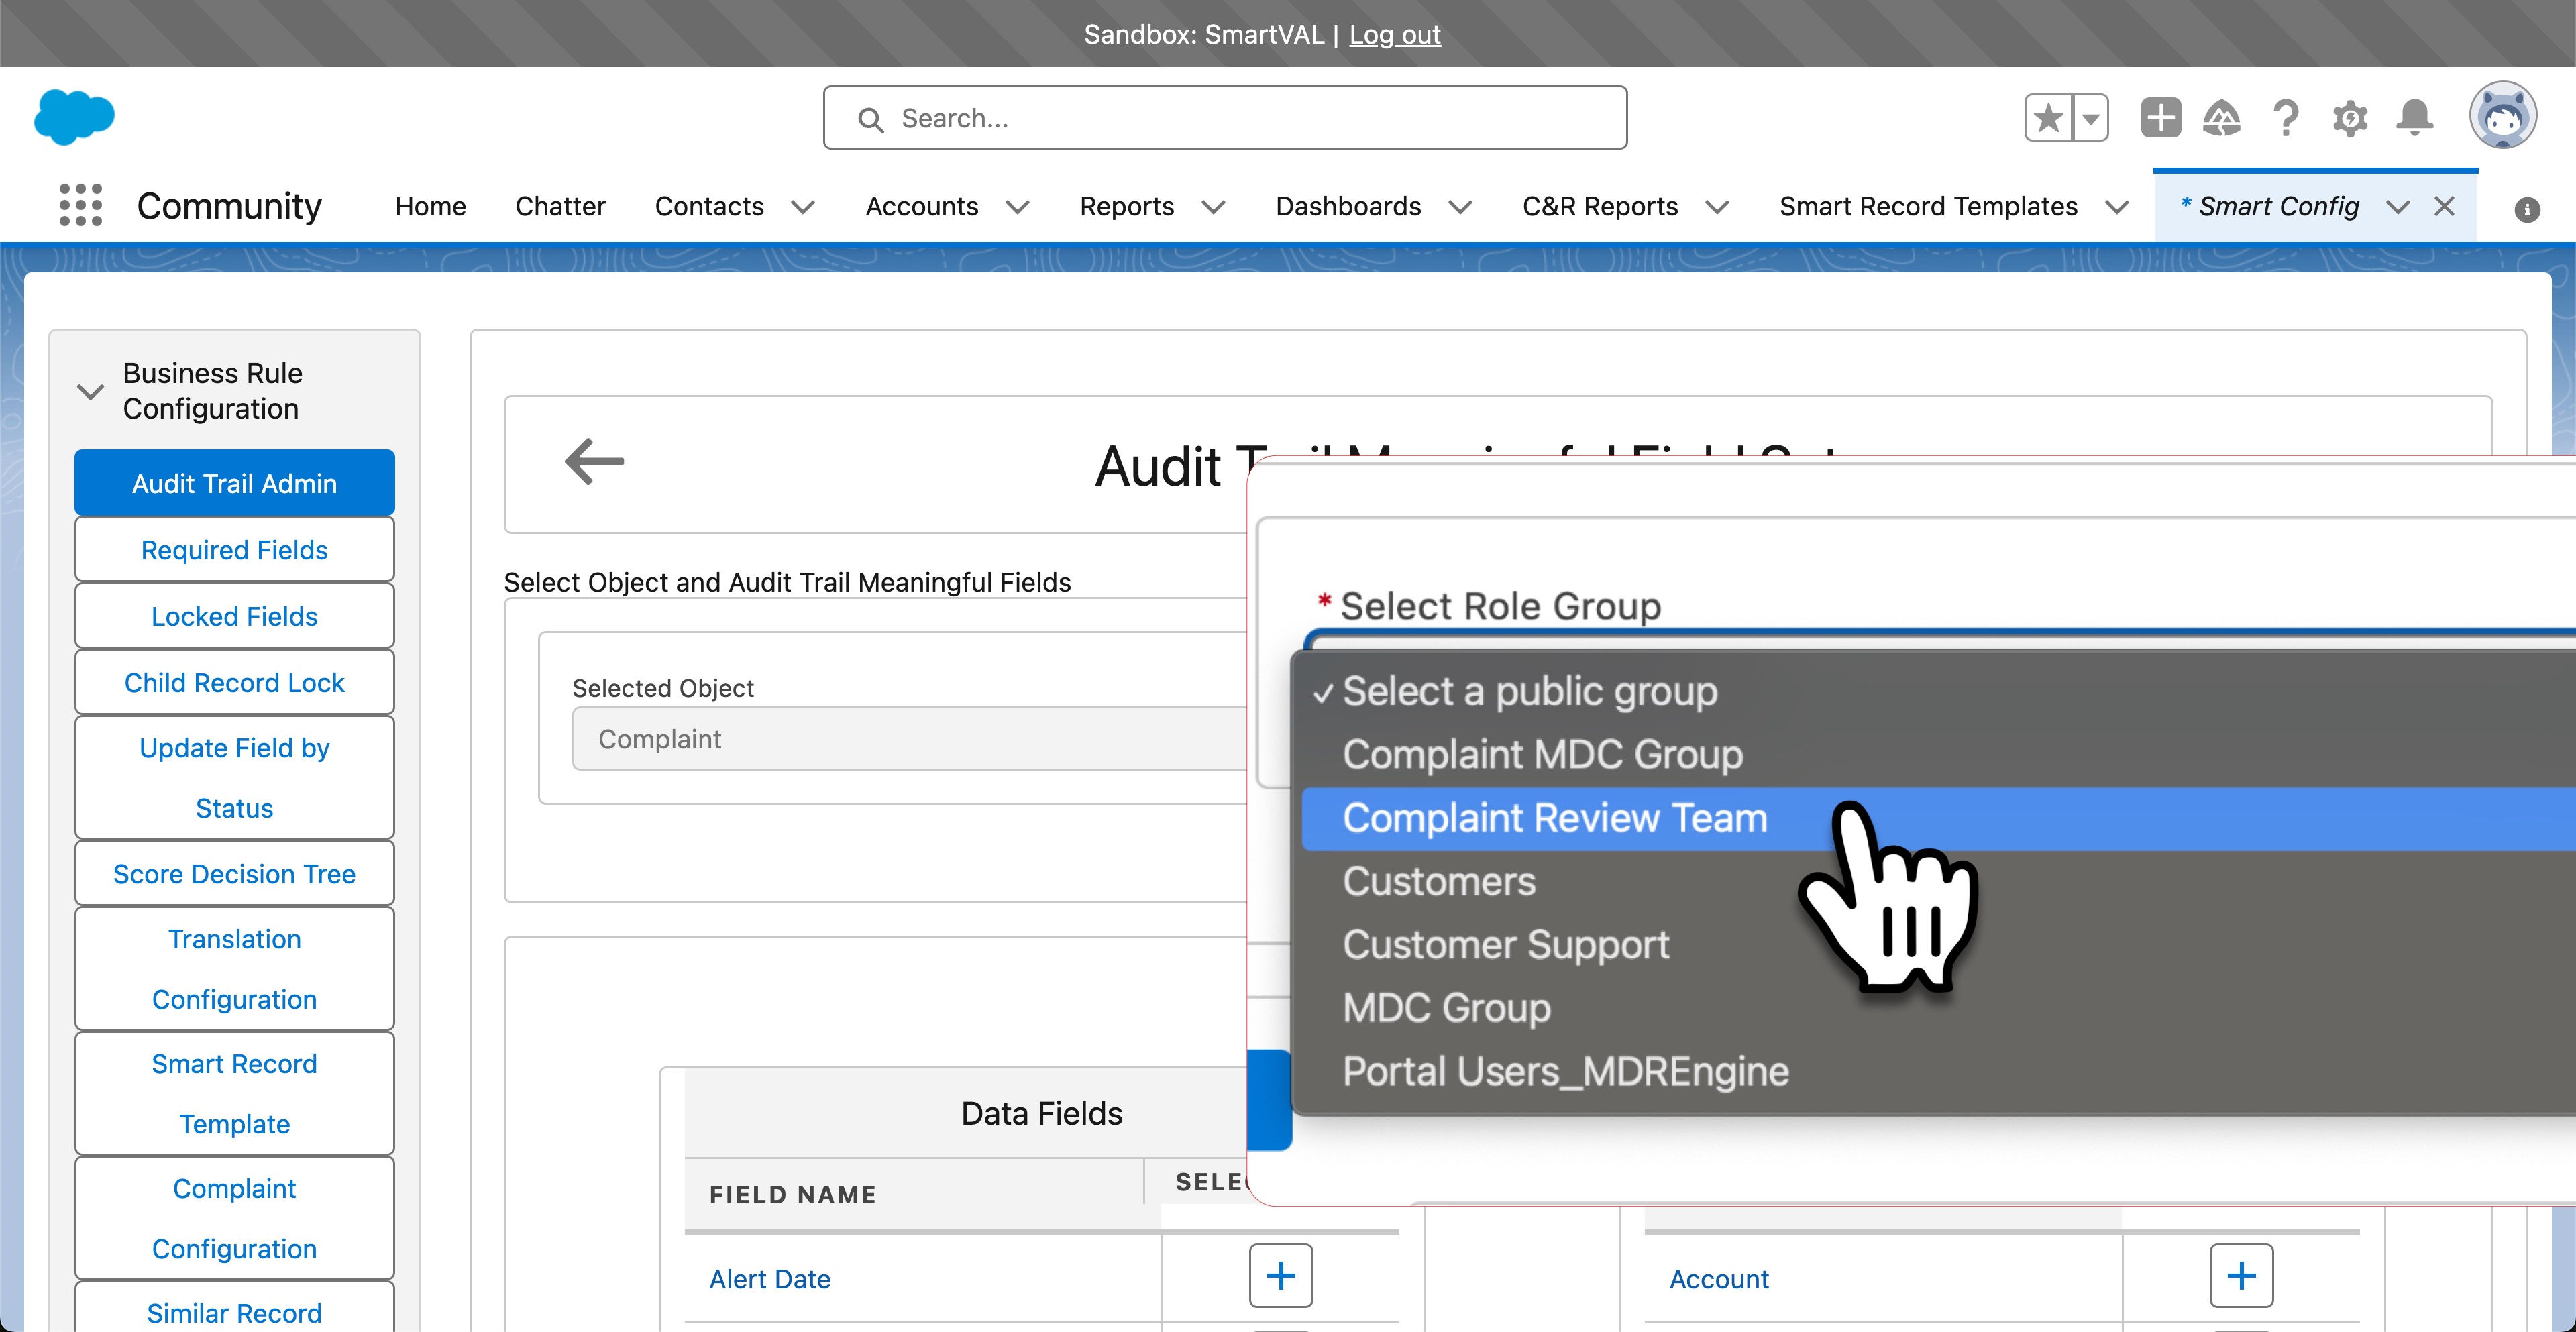 Sandbox: SmartVAL | Log out
Search...
Community
Home
Chatter
Contacts
Accounts
Reports
Dashboards
C&R Reports
Smart Record Templates
* Smart Config
Business Rule
Configuration
Audit Trail Admin
Required Fields
Locked Fields
Child Record Lock
Update Field by
Status
Score Decision Tree
Translation
Configuration
Smart Record
Template
Complaint
Configuration
Similar Record
Audit
Select Object and Audit Trail Meaningful Fields
Selected Object
Complaint
* Select Role Group
✓ Select a public group
Complaint MDC Group
Complaint Review Team
Customers
Customer Support
MDC Group
Portal Users_MDREngine
Data Fields
FIELD NAME
Alert Date
Account